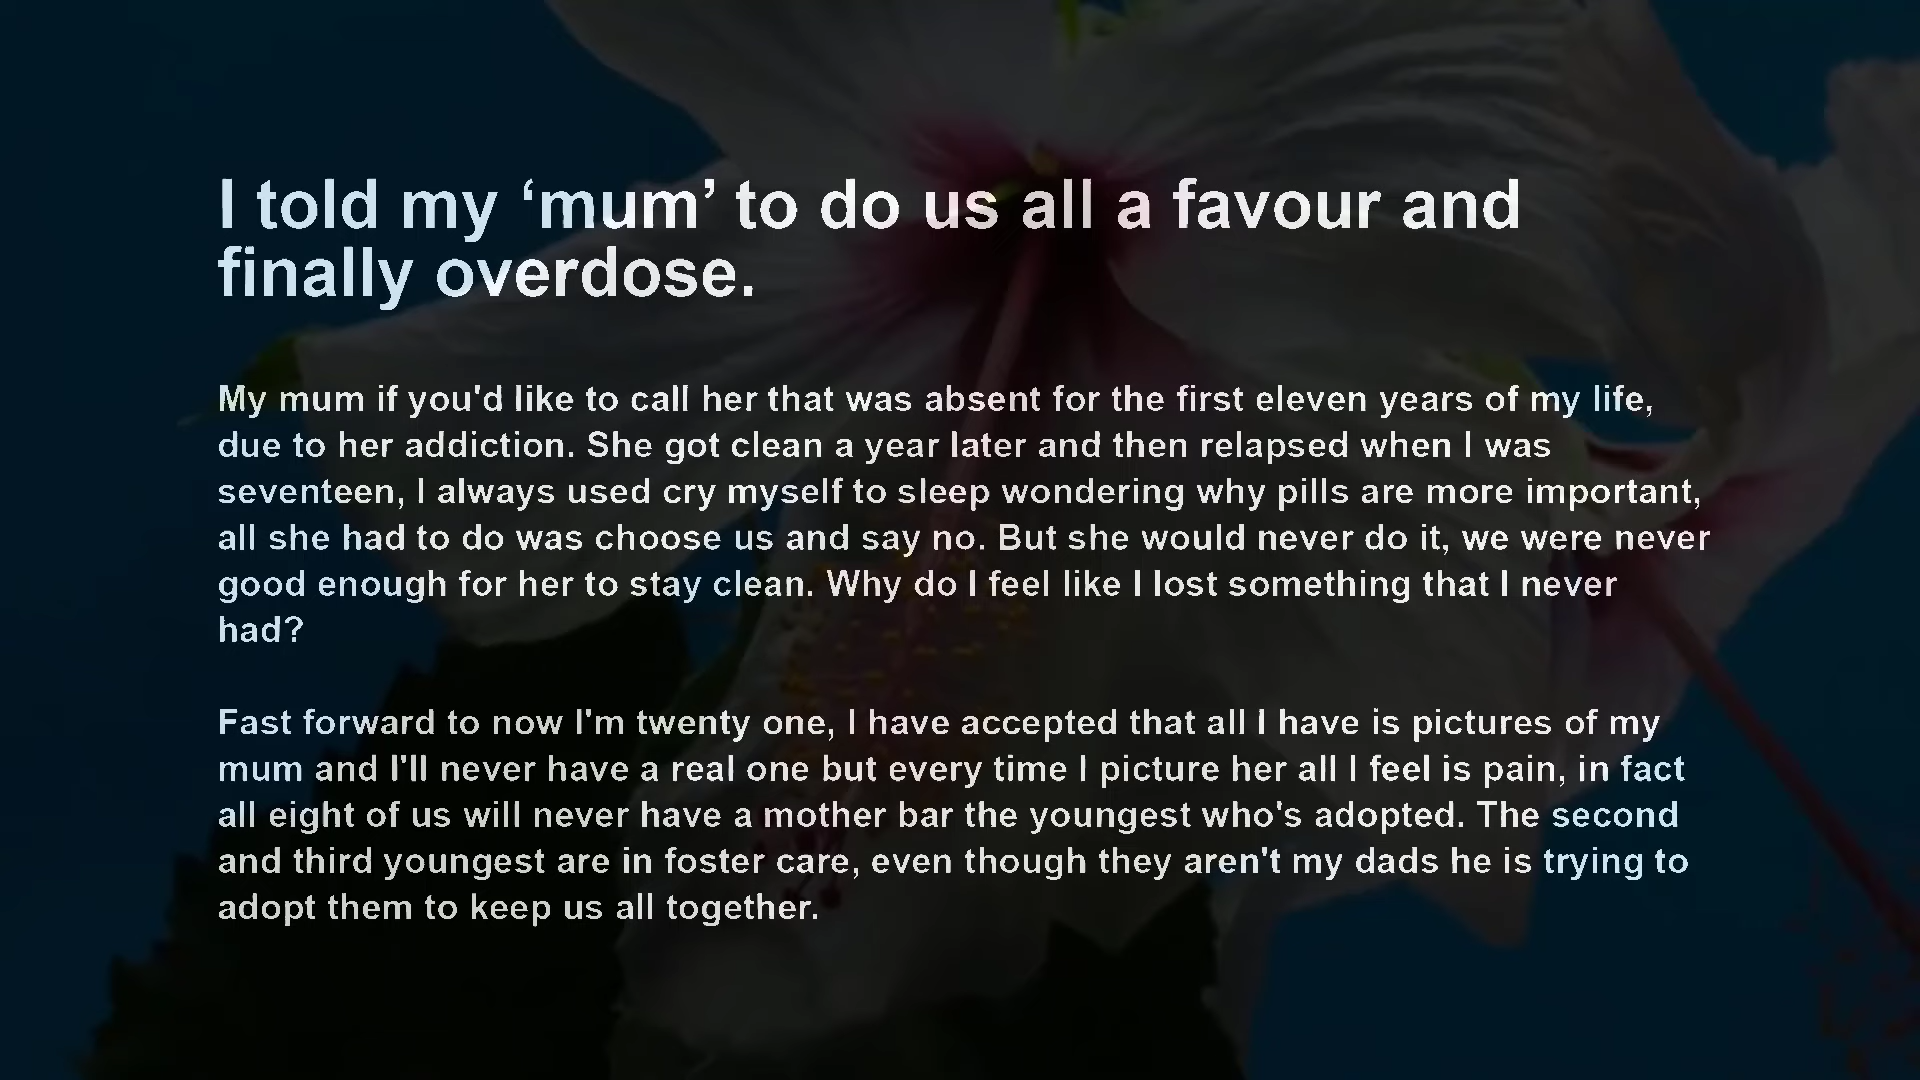 I told my ‘mum’ to do us all a favour and
finally overdose.
My mum if you'd like to call her that was absent for the first eleven years of my life,
due to her addiction. She got clean a year later and then relapsed when I was
seventeen, I always used cry myself to sleep wondering why pills are more important,
all she had to do was choose us and say no. But she would never do it, we were never
good enough for her to stay clean. Why do I feel like I lost something that I never
had?
Fast forward to now I'm twenty one, I have accepted that all I have is pictures of my
mum and I'll never have a real one but every time I picture her all I feel is pain, in fact
all eight of us will never have a mother bar the youngest who's adopted. The second
and third youngest are in foster care, even though they aren't my dads he is trying to
adopt them to keep us all together.